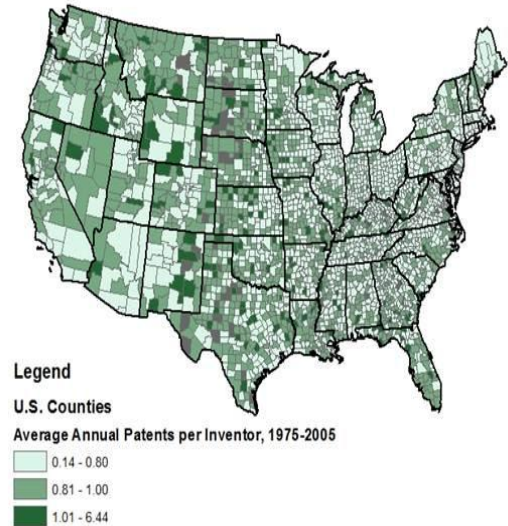 Legend
U.S. Counties
Average Annual Patents per Inventor, 1975-2005
0.14 - 0.80
0.81 - 1.00
1.01 - 6.44